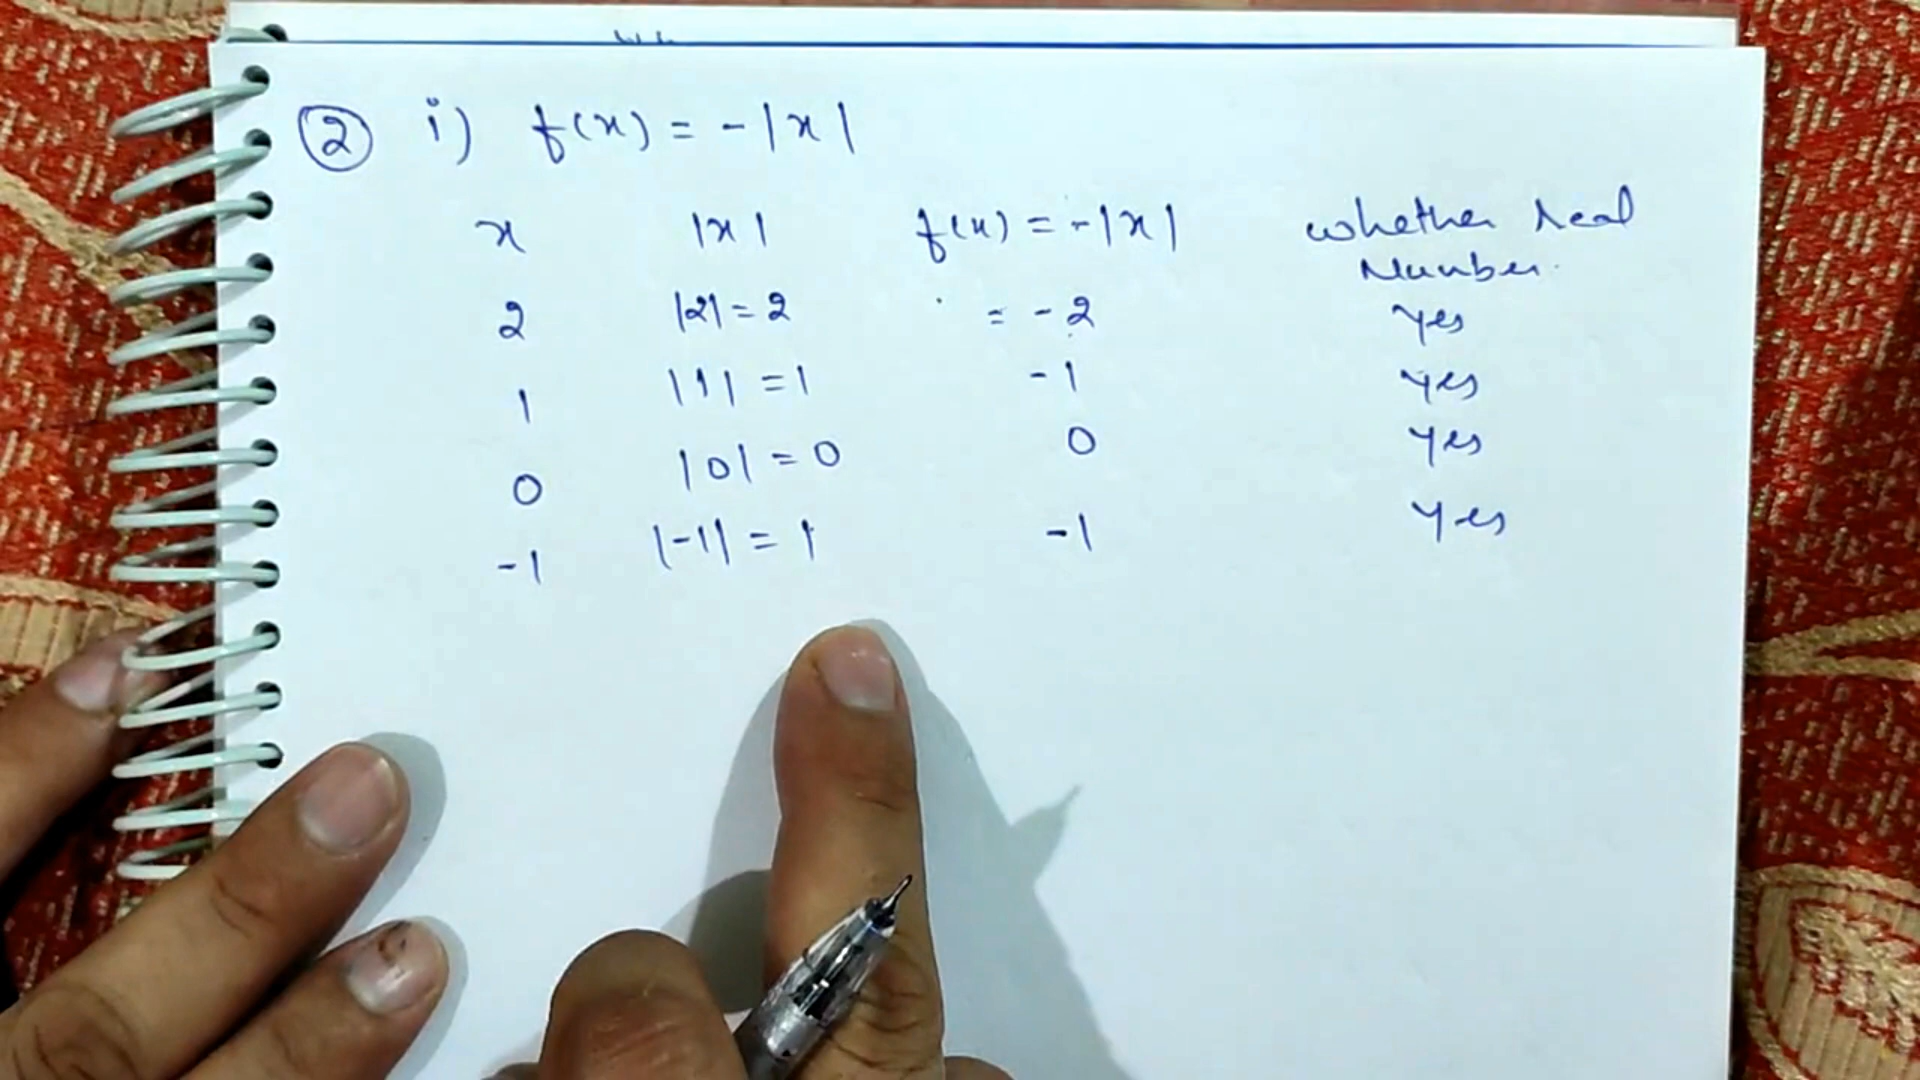 ② i) f(x) = -|x|
x |x| f(x) = -|x| whether real
Number.
2 |2| = 2 = -2 Yes
1 |1| = 1 -1 Yes
0 |0| = 0 0 Yes
-1 |-1| = 1 -1 Yes